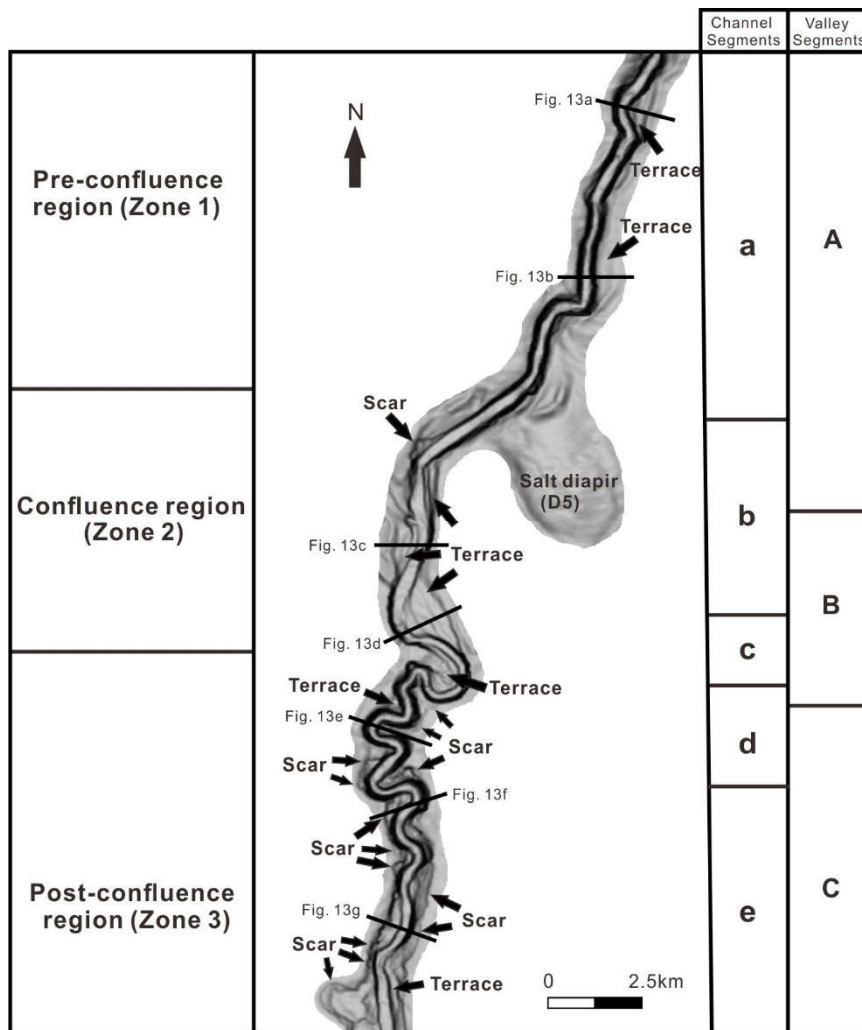 Channel
Segments
Valley
Segments
Fig. 13a
N
Terrace
Pre-confluence
region (Zone 1)
Terrace
a
A
Fig. 13b
Scar
Salt diapir
(D5)
Confluence region
(Zone 2)
b
Fig. 13c
Terrace
B
Fig. 13d
c
Terrace
Terrace
Fig. 13e
Scar
d
Scar
Fig. 13f
Scar
Post-confluence
region (Zone 3)
C
e
Fig. 13g
Scar
Scar
Terrace
0
2.5km